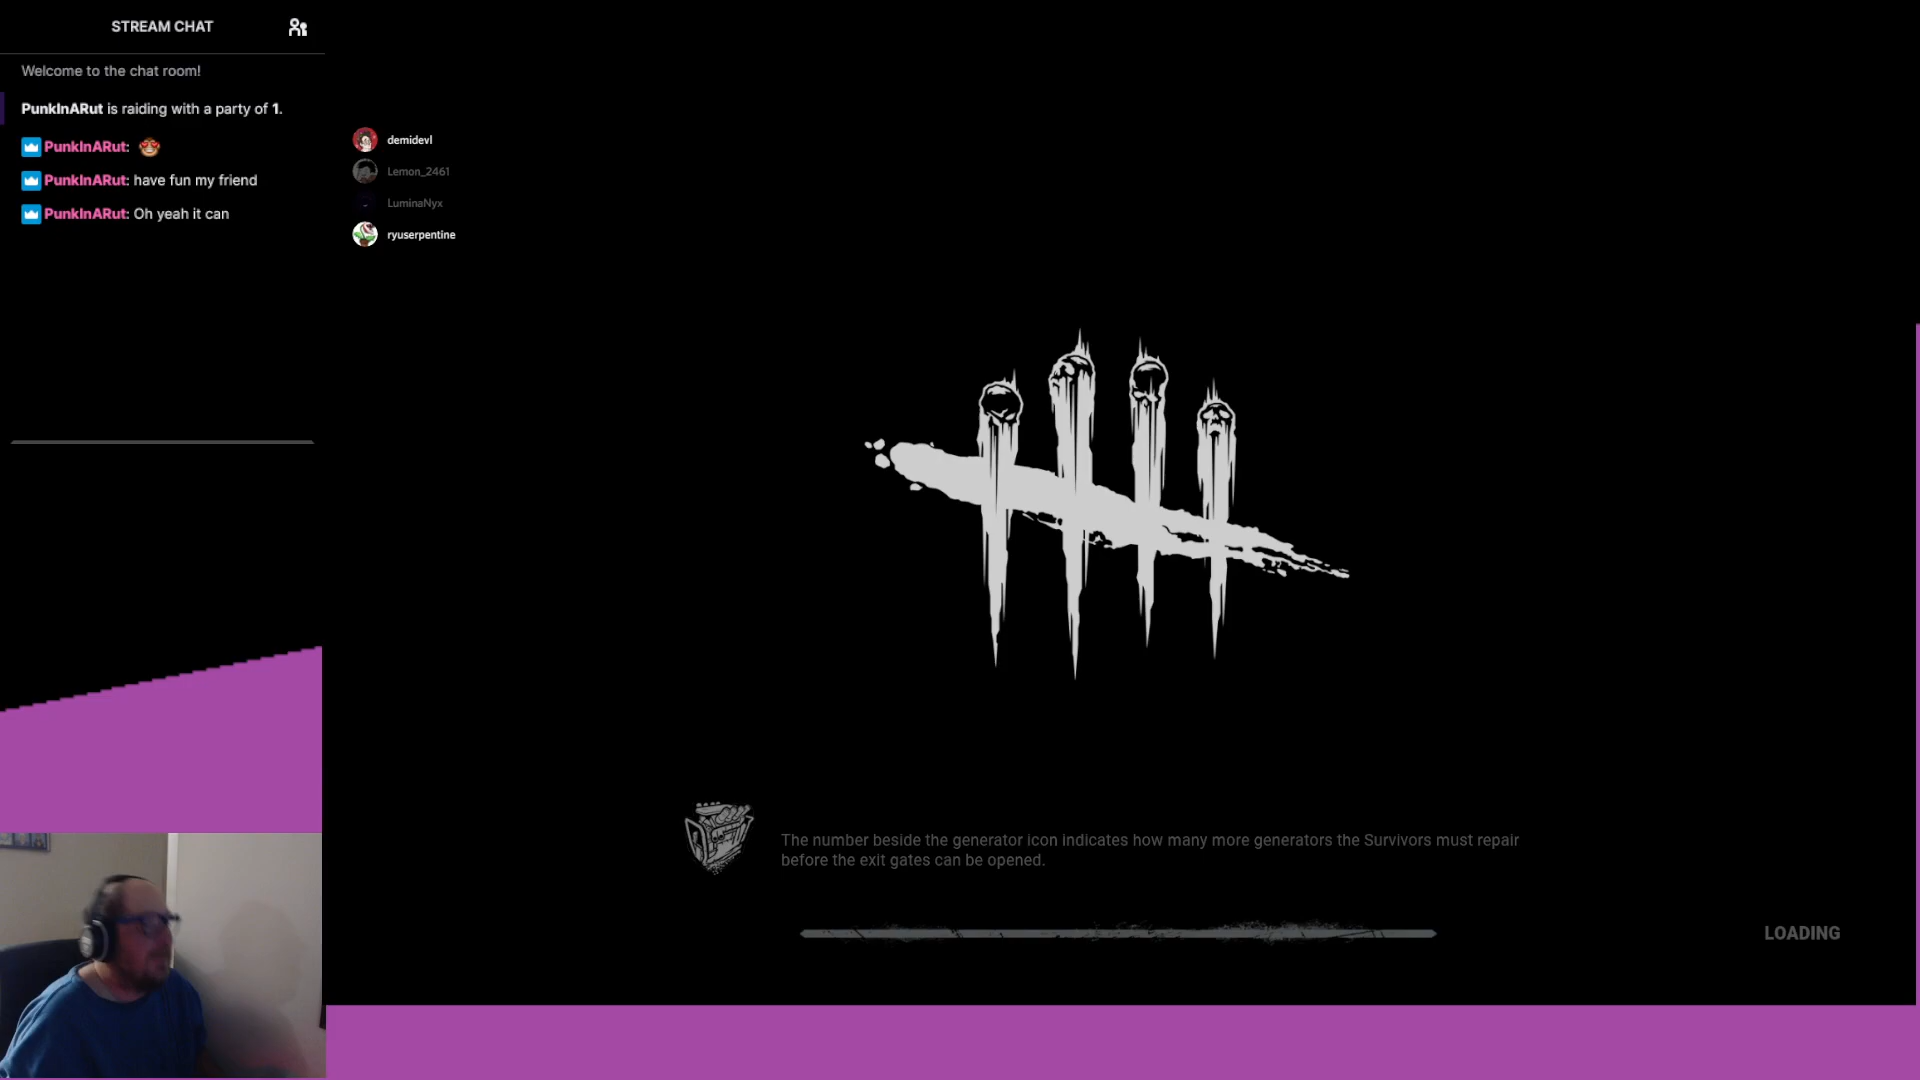 STREAM CHAT
Welcome to the chat room!
PunkInARut is raiding with a party of 1.
PunkInARut:
PunkInARut: have fun my friend
PunkInARut: Oh yeah it can
demidevl
Lemon_2461
LuminaNyx
ryuserpentine
The number beside the generator icon indicates how many more generators the Survivors must repair
before the exit gates can be opened.
LOADING